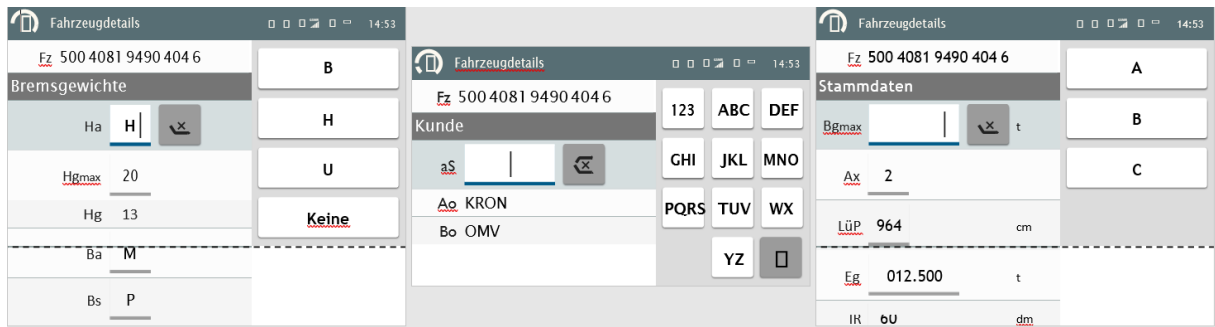 Fahrzeugdetails 14:53
Fz 500 4081 9490 404 6
Bremsgewichte
Ha H
Hgmax 20
Hg 13
Ba M
Bs P
B
H
U
Keine
Fahrzeugdetails 14:53
Fz 500 4081 9490 404 6
Kunde
aS
Ao KRON
Bo OMV
123 ABC DEF
GHI JKL MNO
PQRS TUV WX
YZ
Fahrzeugdetails 14:53
Fz 500 4081 9490 404 6
Stammdaten
Bgmax t
Ax 2
LüP 964 cm
Eg 012.500 t
60 dm
A
B
C